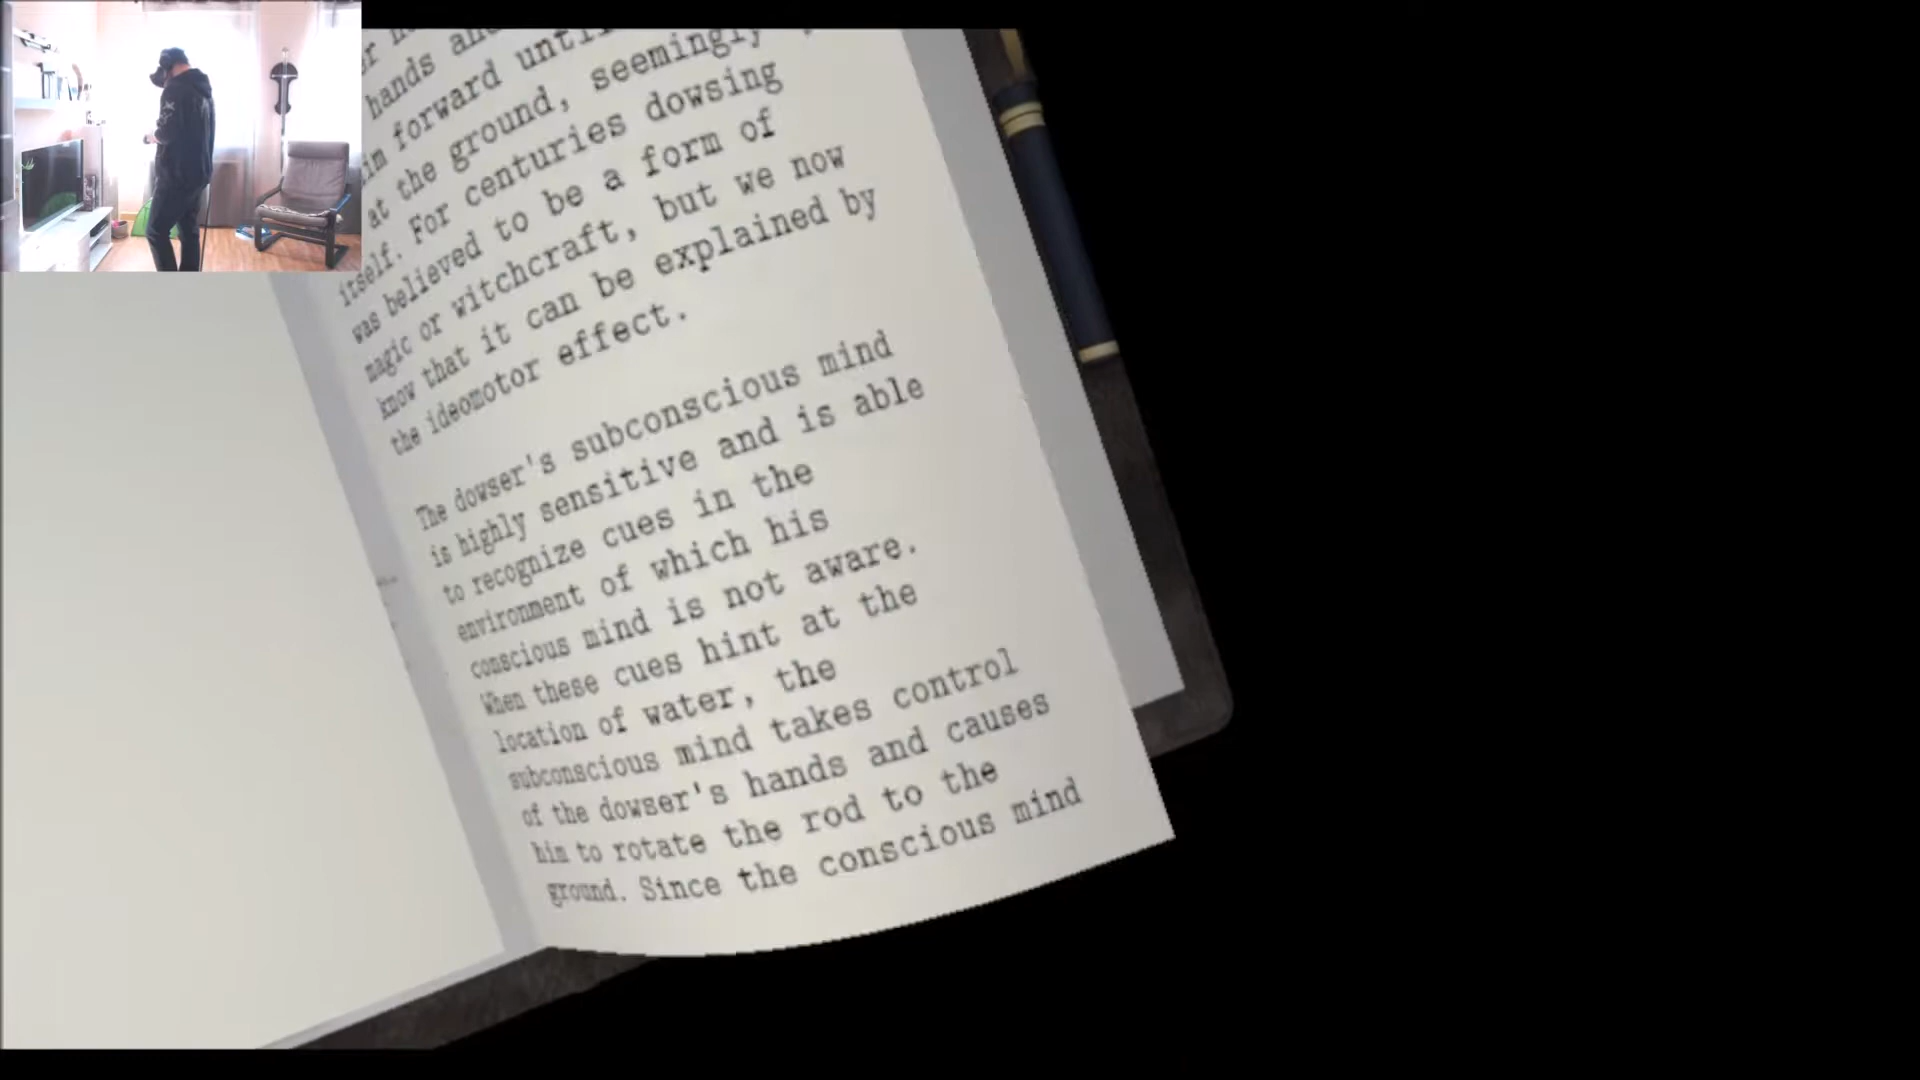 hands and
forward until
at the ground, seemingly
itself. For centuries dowsing
was believed to be a form of
magic or witchcraft, but we now
know that it can be explained by
the ideomotor effect.
The dowser's subconscious mind
is highly sensitive and is able
to recognize cues in the
environment of which his
conscious mind is not aware.
When these cues hint at the
location of water, the
subconscious mind takes control
of the dowser's hands and causes
him to rotate the rod to the
ground. Since the conscious mind